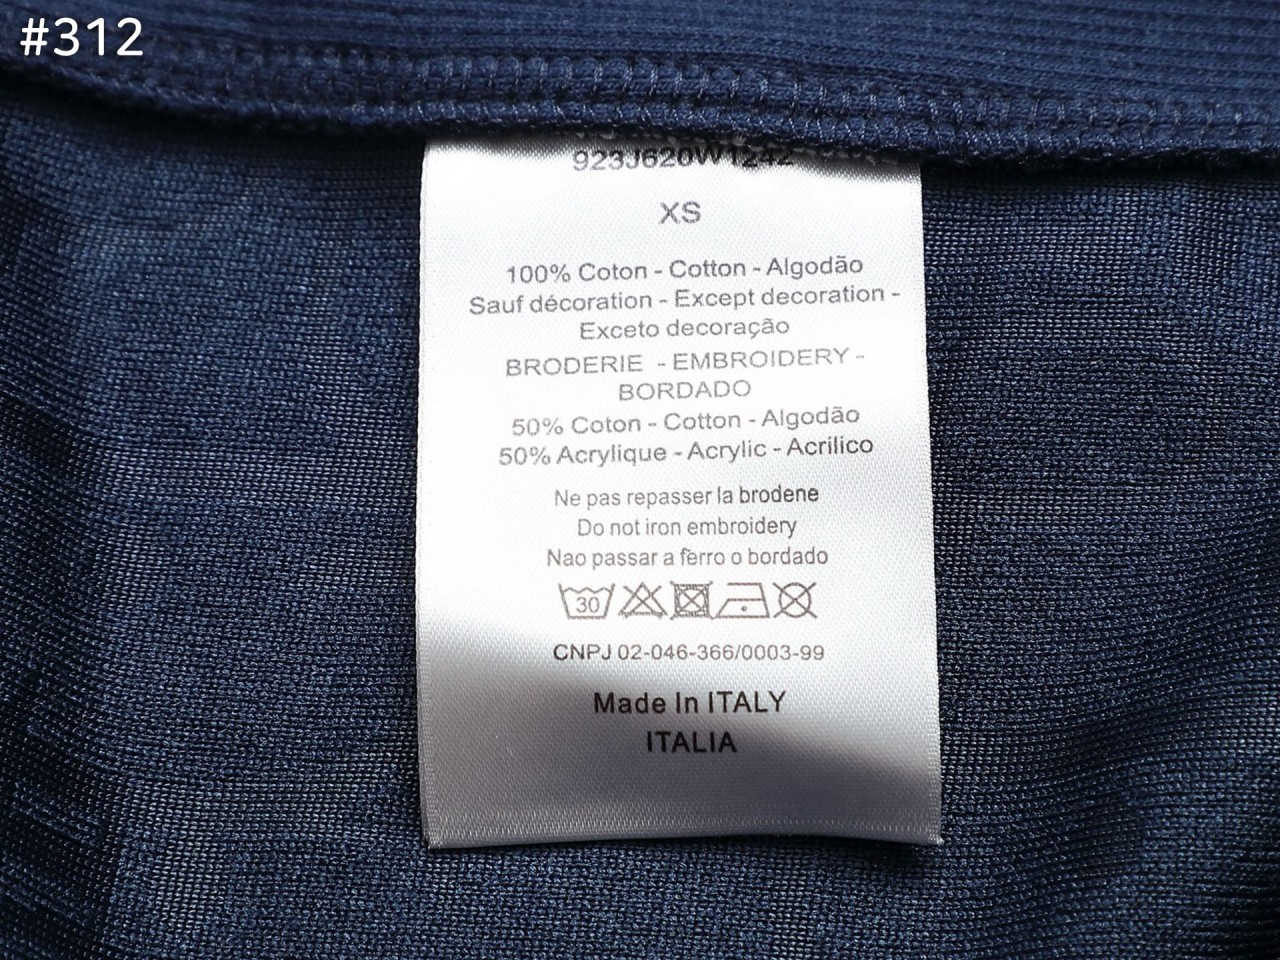 #312
923J620W1242
XS
100% Coton - Cotton - Algodão
Sauf décoration - Except decoration -
Exceto decoração
BRODERIE - EMBROIDERY -
BORDADO
50% Coton - Cotton - Algodão
50% Acrylique - Acrylic - Acrilico
Ne pas repasser la brodene
Do not iron embroidery
Nao passar a ferro o bordado
30
CNPJ 02-046-366/0003-99
Made In ITALY
ITALIA